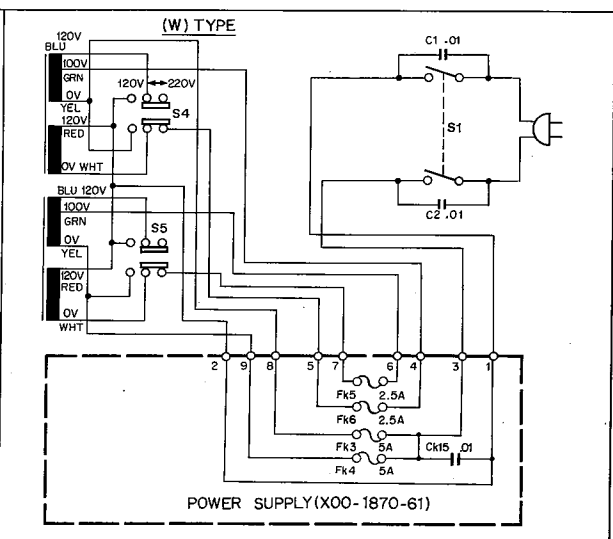 (W) TYPE
120V
BLU
100V
GRN
0V
YEL
120V
RED
0V WHT
120V
220V
S4
BLU 120V
100V
GRN
0V
YEL
120V
RED
0V
WHT
S5
C1 .01
S1
C2 .01
2 9 8 5 7 6 4 3 1
Fk5 2.5A
Fk6 2.5A
Fk3 5A
Ck15 .01
Fk4 5A
POWER SUPPLY(X00-1870-61)